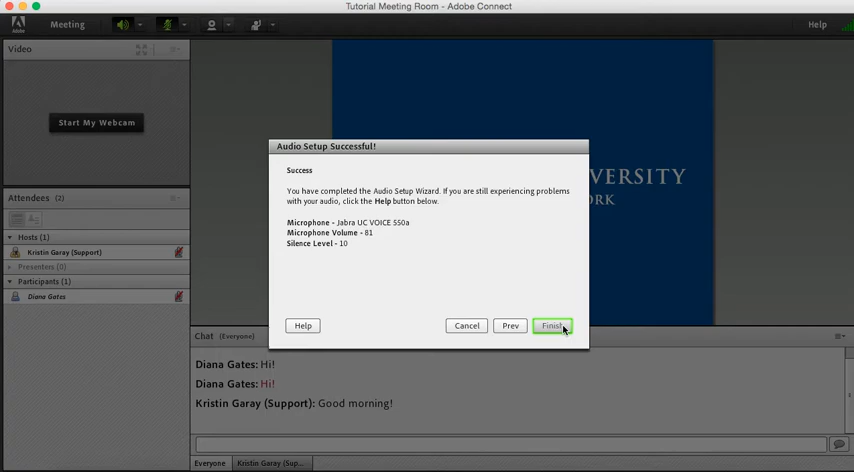 Tutorial Meeting Room - Adobe Connect
Adobe
Meeting
Help
Video
Start My Webcam
Attendees (2)
Hosts (1)
Kristin Garay (Support)
Presenters (0)
Participants (1)
Diana Gates
VERSITY
ORK
Audio Setup Successful!
Success
You have completed the Audio Setup Wizard. If you are still experiencing problems
with your audio, click the Help button below.
Microphone - Jabra UC VOICE 550a
Microphone Volume - 81
Silence Level - 10
Help
Cancel
Prev
Finish
Chat (Everyone)
Diana Gates: Hi!
Diana Gates: Hi!
Kristin Garay (Support): Good morning!
Everyone
Kristin Garay (Sup...